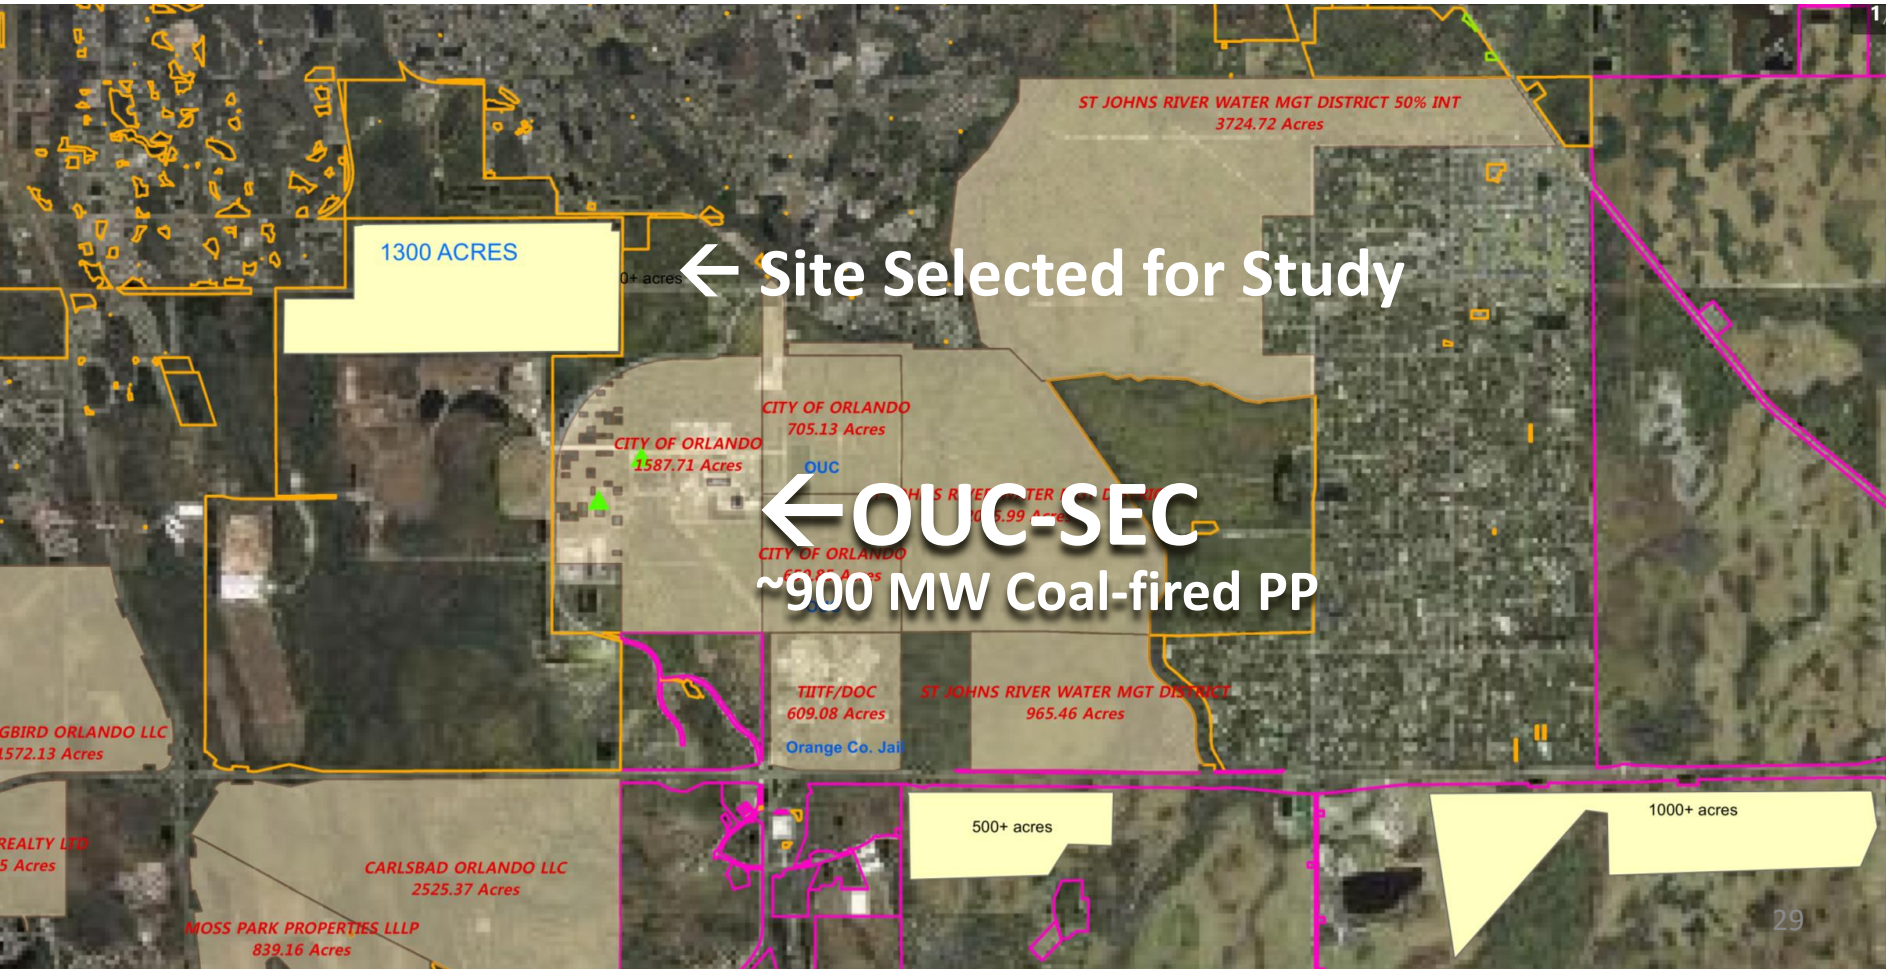 1
ST JOHNS RIVER WATER MGT DISTRICT 50% INT
3724.72 Acres
1300 ACRES
0+ acres
← Site Selected for Study
CITY OF ORLANDO
705.13 Acres
CITY OF ORLANDO
1587.71 Acres
OUC
WATER
.99 Acres
←OUC-SEC
CITY OF ORLANDO
~900 MW Coal-fired PP
TIITF/DOC
609.08 Acres
Orange Co. Jail
ST JOHNS RIVER WATER MGT DISTRICT
965.46 Acres
GBIRD ORLANDO LLC
1572.13 Acres
REALTY LTD
5 Acres
CARLSBAD ORLANDO LLC
2525.37 Acres
MOSS PARK PROPERTIES LLLP
839.16 Acres
500+ acres
1000+ acres
29